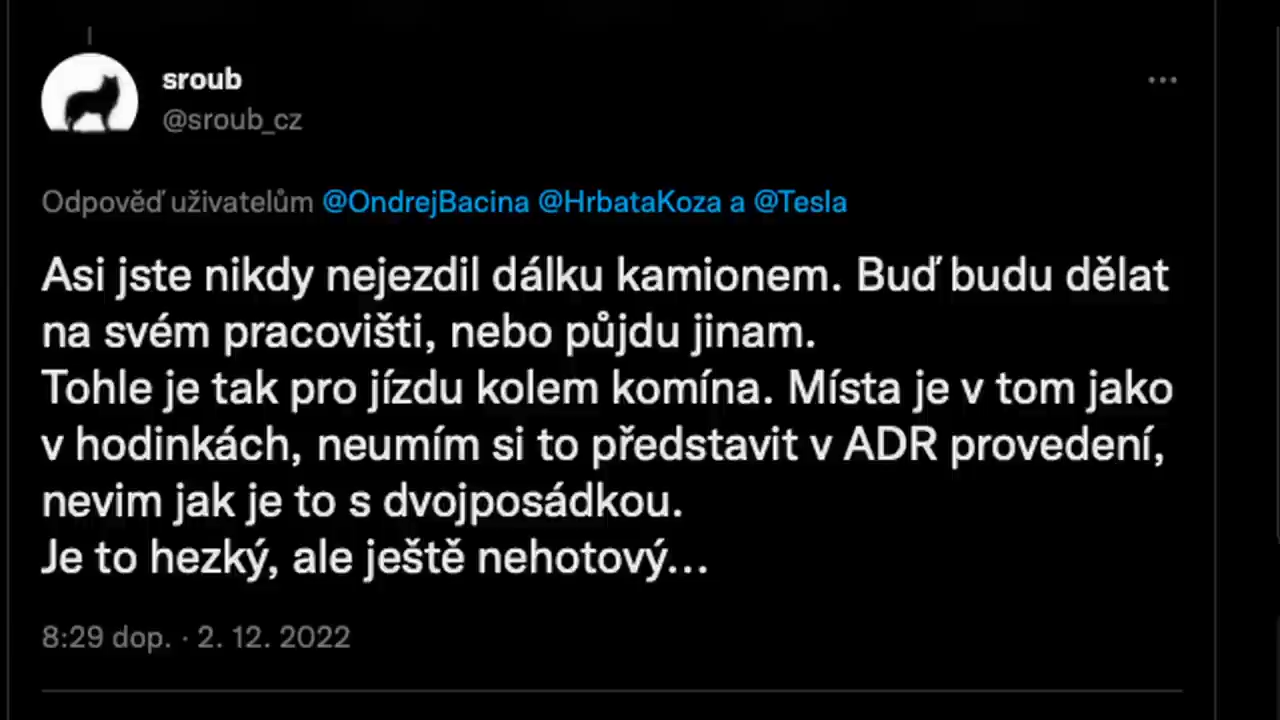 sroub
@sroub_cz
Odpověď uživatelům @OndrejBacina @HrbataKoza a @Tesla
Asi jste nikdy nejezdil dálku kamionem. Buď budu dělat
na svém pracovišti, nebo půjdu jinam.
Tohle je tak pro jízdu kolem komína. Místa je v tom jako
v hodinkách, neumím si to představit v ADR provedení,
nevim jak je to s dvojposádkou.
Je to hezký, ale ještě nehotový...
8:29 dop. · 2. 12. 2022